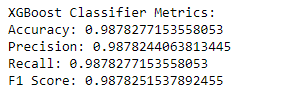 XGBoost Classifier Metrics:
Accuracy: 0.9878277153558053
Precision: 0.9878244063813445
Recall: 0.9878277153558053
F1 Score: 0.9878251537892455